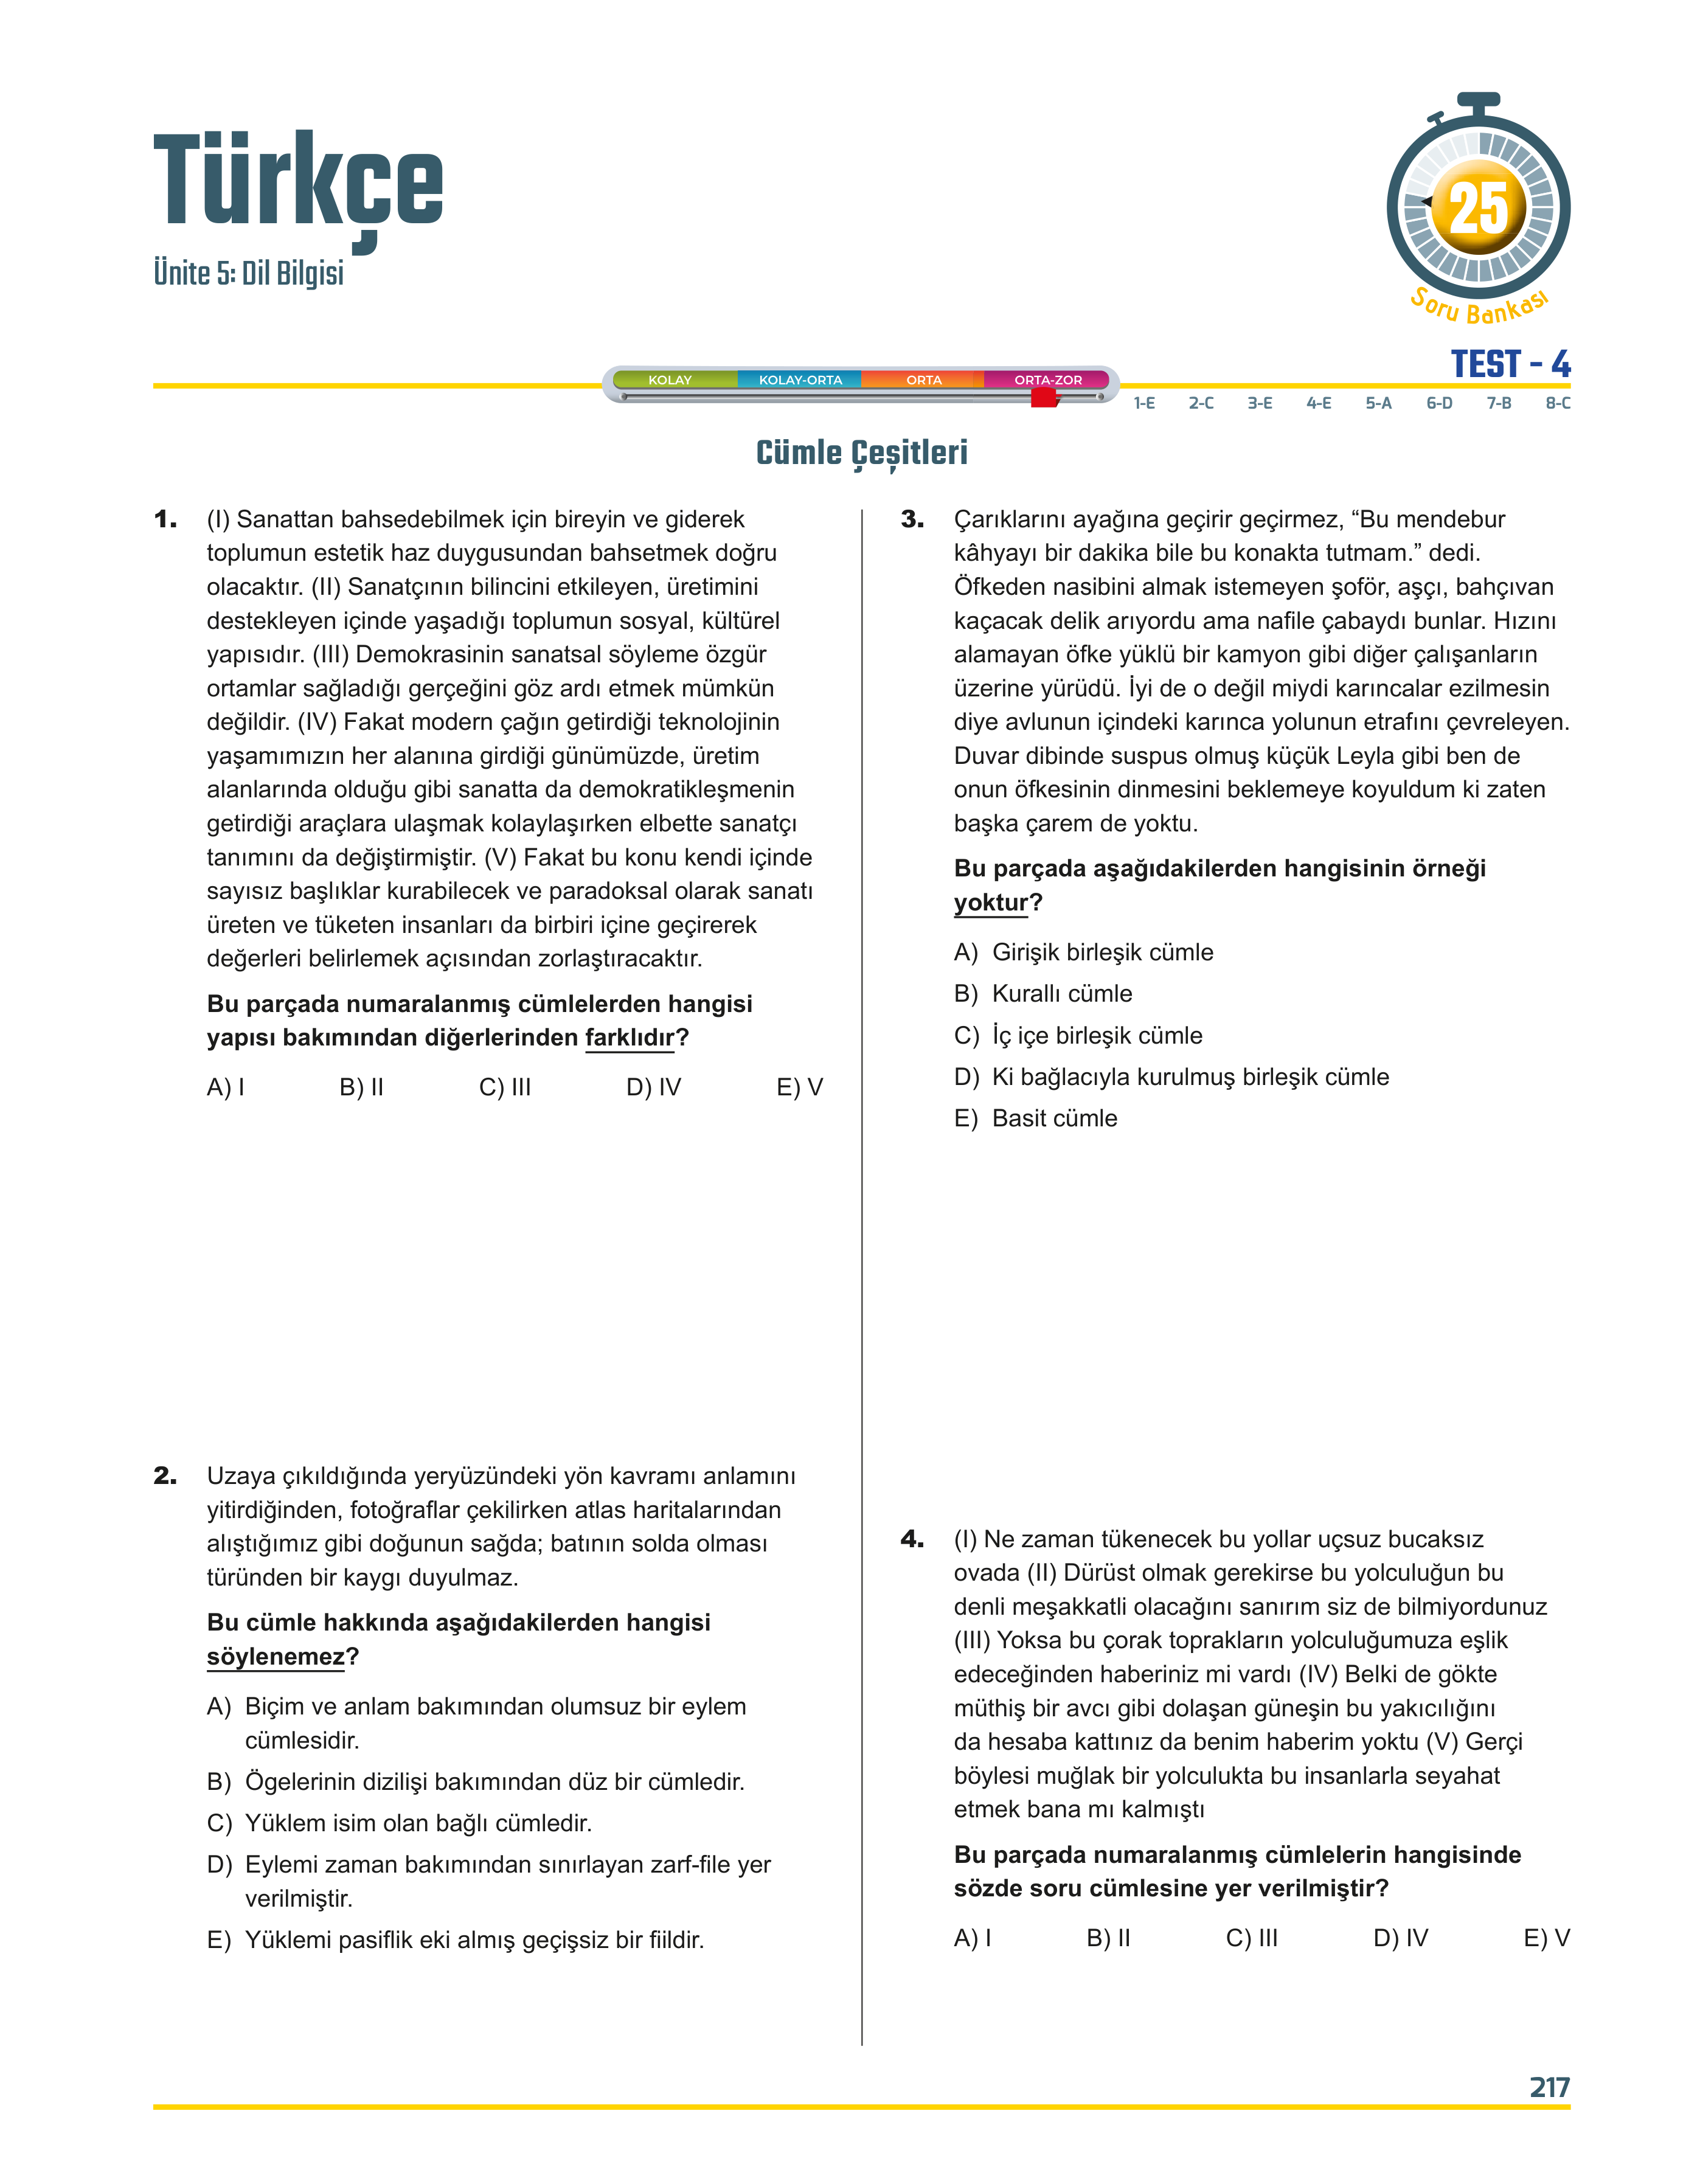 Türkçe
Ünite 5: Dil Bilgisi
25
Soru Bankası
TEST - 4
KOLAY KOLAY-ORTA ORTA ORTA-ZOR
1-E 2-C 3-E 4-E 5-A 6-D 7-B 8-C
Cümle Çeşitleri
1. (I) Sanattan bahsedebilmek için bireyin ve giderek
toplumun estetik haz duygusundan bahsetmek doğru
olacaktır. (II) Sanatçının bilincini etkileyen, üretimini
destekleyen içinde yaşadığı toplumun sosyal, kültürel
yapısıdır. (III) Demokrasinin sanatsal söyleme özgür
ortamlar sağladığı gerçeğini göz ardı etmek mümkün
değildir. (IV) Fakat modern çağın getirdiği teknolojinin
yaşamımızın her alanına girdiği günümüzde, üretim
alanlarında olduğu gibi sanatta da demokratikleşmenin
getirdiği araçlara ulaşmak kolaylaşırken elbette sanatçı
tanımını da değiştirmiştir. (V) Fakat bu konu kendi içinde
sayısız başlıklar kurabilecek ve paradoksal olarak sanatı
üreten ve tüketen insanları da birbiri içine geçirerek
değerleri belirlemek açısından zorlaştıracaktır.
Bu parçada numaralanmış cümlelerden hangisi
yapısı bakımından diğerlerinden farklıdır?
A) I B) II C) III D) IV E) V
2. Uzaya çıkıldığında yeryüzündeki yön kavramı anlamını
yitirdiğinden, fotoğraflar çekilirken atlas haritalarından
alıştığımız gibi doğunun sağda; batının solda olması
türünden bir kaygı duyulmaz.
Bu cümle hakkında aşağıdakilerden hangisi
söylenemez?
A) Biçim ve anlam bakımından olumsuz bir eylem
cümlesidir.
B) Ögelerinin dizilişi bakımından düz bir cümledir.
C) Yüklem isim olan bağlı cümledir.
D) Eylemi zaman bakımından sınırlayan zarf-file yer
verilmiştir.
E) Yüklemi pasiflik eki almış geçişsiz bir fiildir.
3. Çarıklarını ayağına geçirir geçirmez, “Bu mendebur
kâhyayı bir dakika bile bu konakta tutmam.” dedi.
Öfkeden nasibini almak istemeyen şoför, aşçı, bahçıvan
kaçacak delik arıyordu ama nafile çabaydı bunlar. Hızını
alamayan öfke yüklü bir kamyon gibi diğer çalışanların
üzerine yürüdü. İyi de o değil miydi karıncalar ezilmesin
diye avlunun içindeki karınca yolunun etrafını çevreleyen.
Duvar dibinde suspus olmuş küçük Leyla gibi ben de
onun öfkesinin dinmesini beklemeye koyuldum ki zaten
başka çarem de yoktu.
Bu parçada aşağıdakilerden hangisinin örneği
yoktur?
A) Girişik birleşik cümle
B) Kurallı cümle
C) İç içe birleşik cümle
D) Ki bağlacıyla kurulmuş birleşik cümle
E) Basit cümle
4. (I) Ne zaman tükenecek bu yollar uçsuz bucaksız
ovada (II) Dürüst olmak gerekirse bu yolculuğun bu
denli meşakkatli olacağını sanırım siz de bilmiyordunuz
(III) Yoksa bu çorak toprakların yolculuğumuza eşlik
edeceğinden haberiniz mi vardı (IV) Belki de gökte
müthiş bir avcı gibi dolaşan güneşin bu yakıcılığını
da hesaba kattınız da benim haberim yoktu (V) Gerçi
böylesi muğlak bir yolculukta bu insanlarla seyahat
etmek bana mı kalmıştı
Bu parçada numaralanmış cümlelerin hangisinde
sözde soru cümlesine yer verilmiştir?
A) I B) II C) III D) IV E) V
217